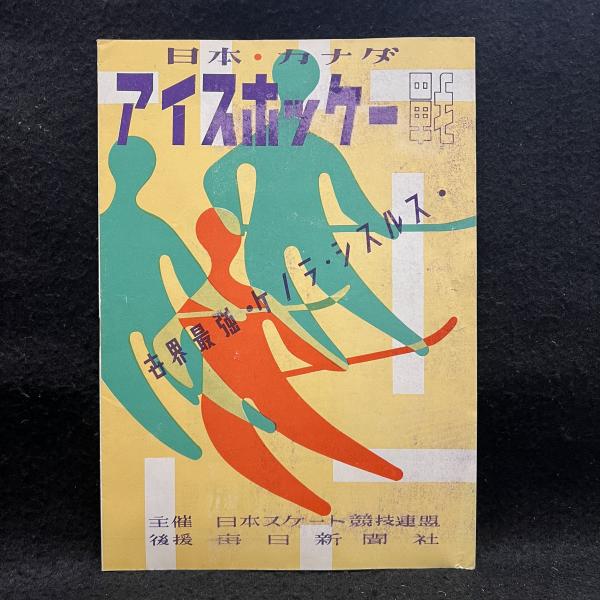 日本・カナダ
アイスホッケー戦
世界最強・ケノラ・シスルス・
主催 日本スケート競技連盟
後援 毎日新聞社